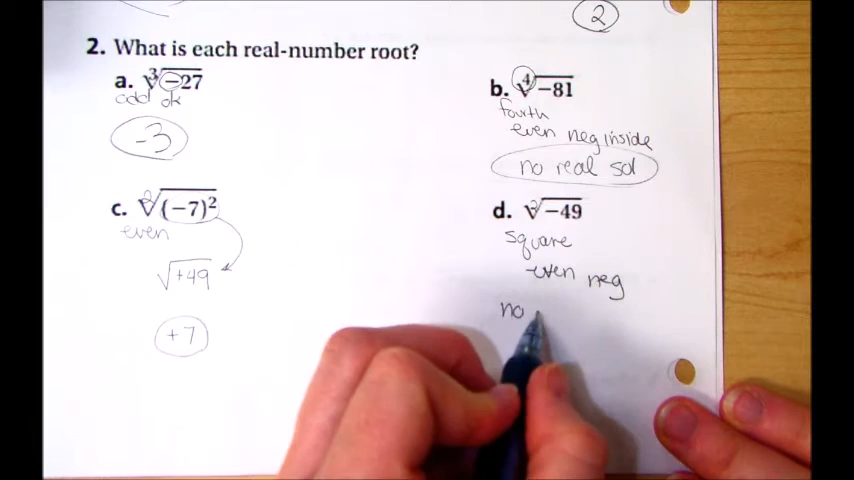 2
2. What is each real-number root?
a. ∛-27
odd ok
-3
b. ∜-81
fourth
even neg inside
no real sol
c. ²√(-7)²
even
√+49
+7
d. ²√-49
square
even neg
no